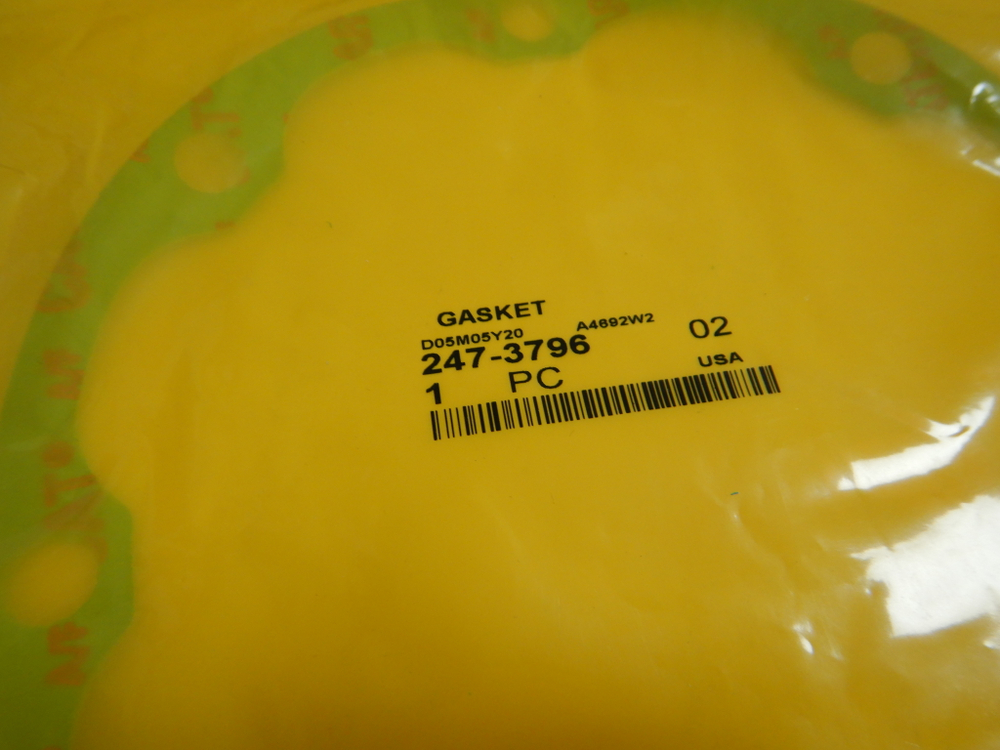 GASKET
D05M05Y20 A4692W2 02
247-3796 USA
1 PC